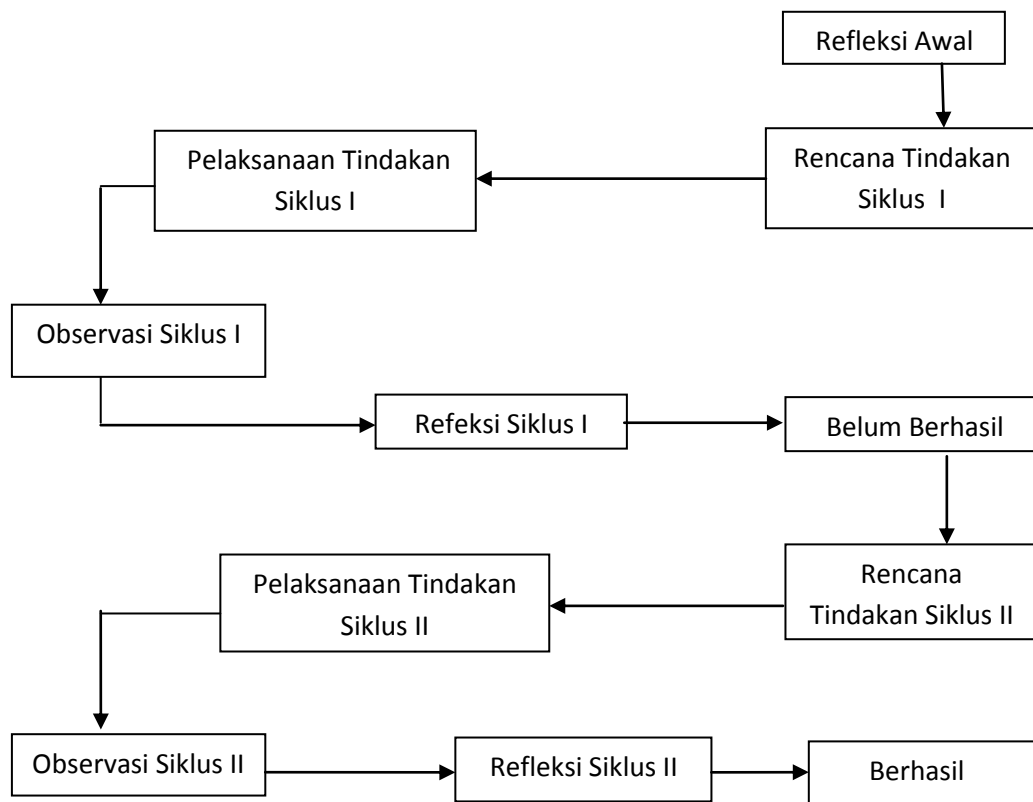 Refleksi Awal
Rencana Tindakan
Siklus I
Pelaksanaan Tindakan
Siklus I
Observasi Siklus I
Refeksi Siklus I
Belum Berhasil
Rencana
Tindakan Siklus II
Pelaksanaan Tindakan
Siklus II
Observasi Siklus II
Refleksi Siklus II
Berhasil